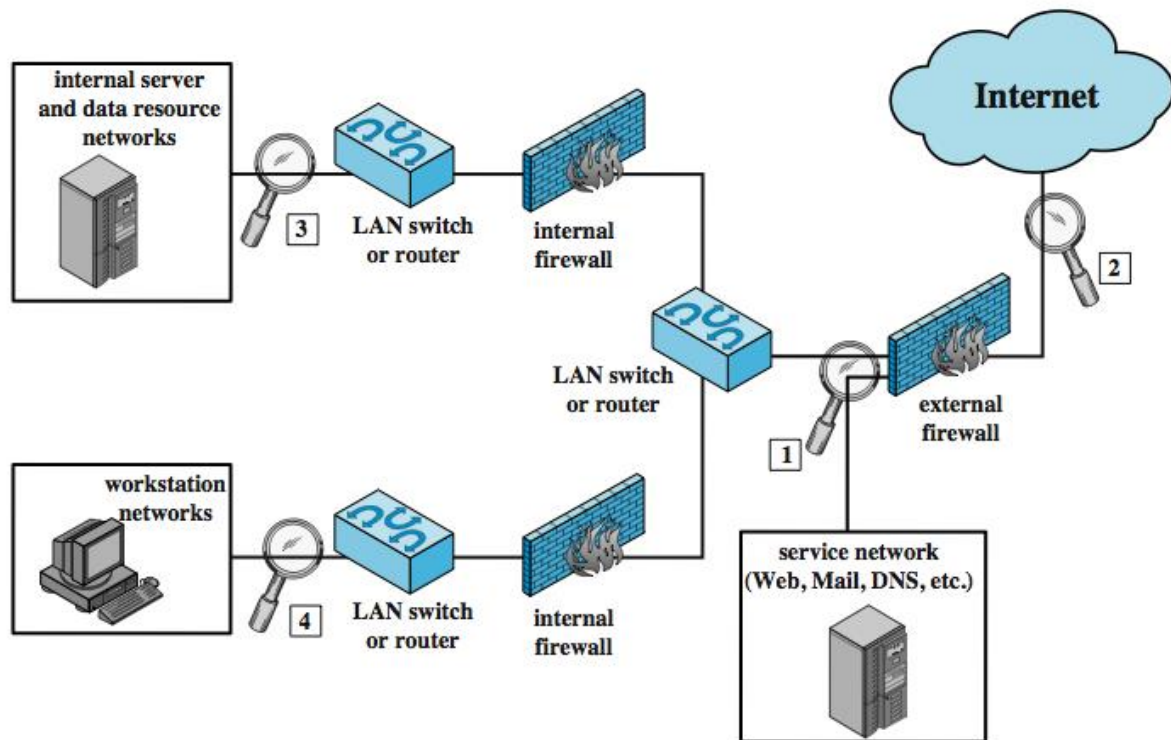 internal server
and data resource
networks
3
LAN switch
or router
internal
firewall
Internet
2
LAN switch
or router
1
external
firewall
workstation
networks
4
LAN switch
or router
internal
firewall
service network
(Web, Mail, DNS, etc.)